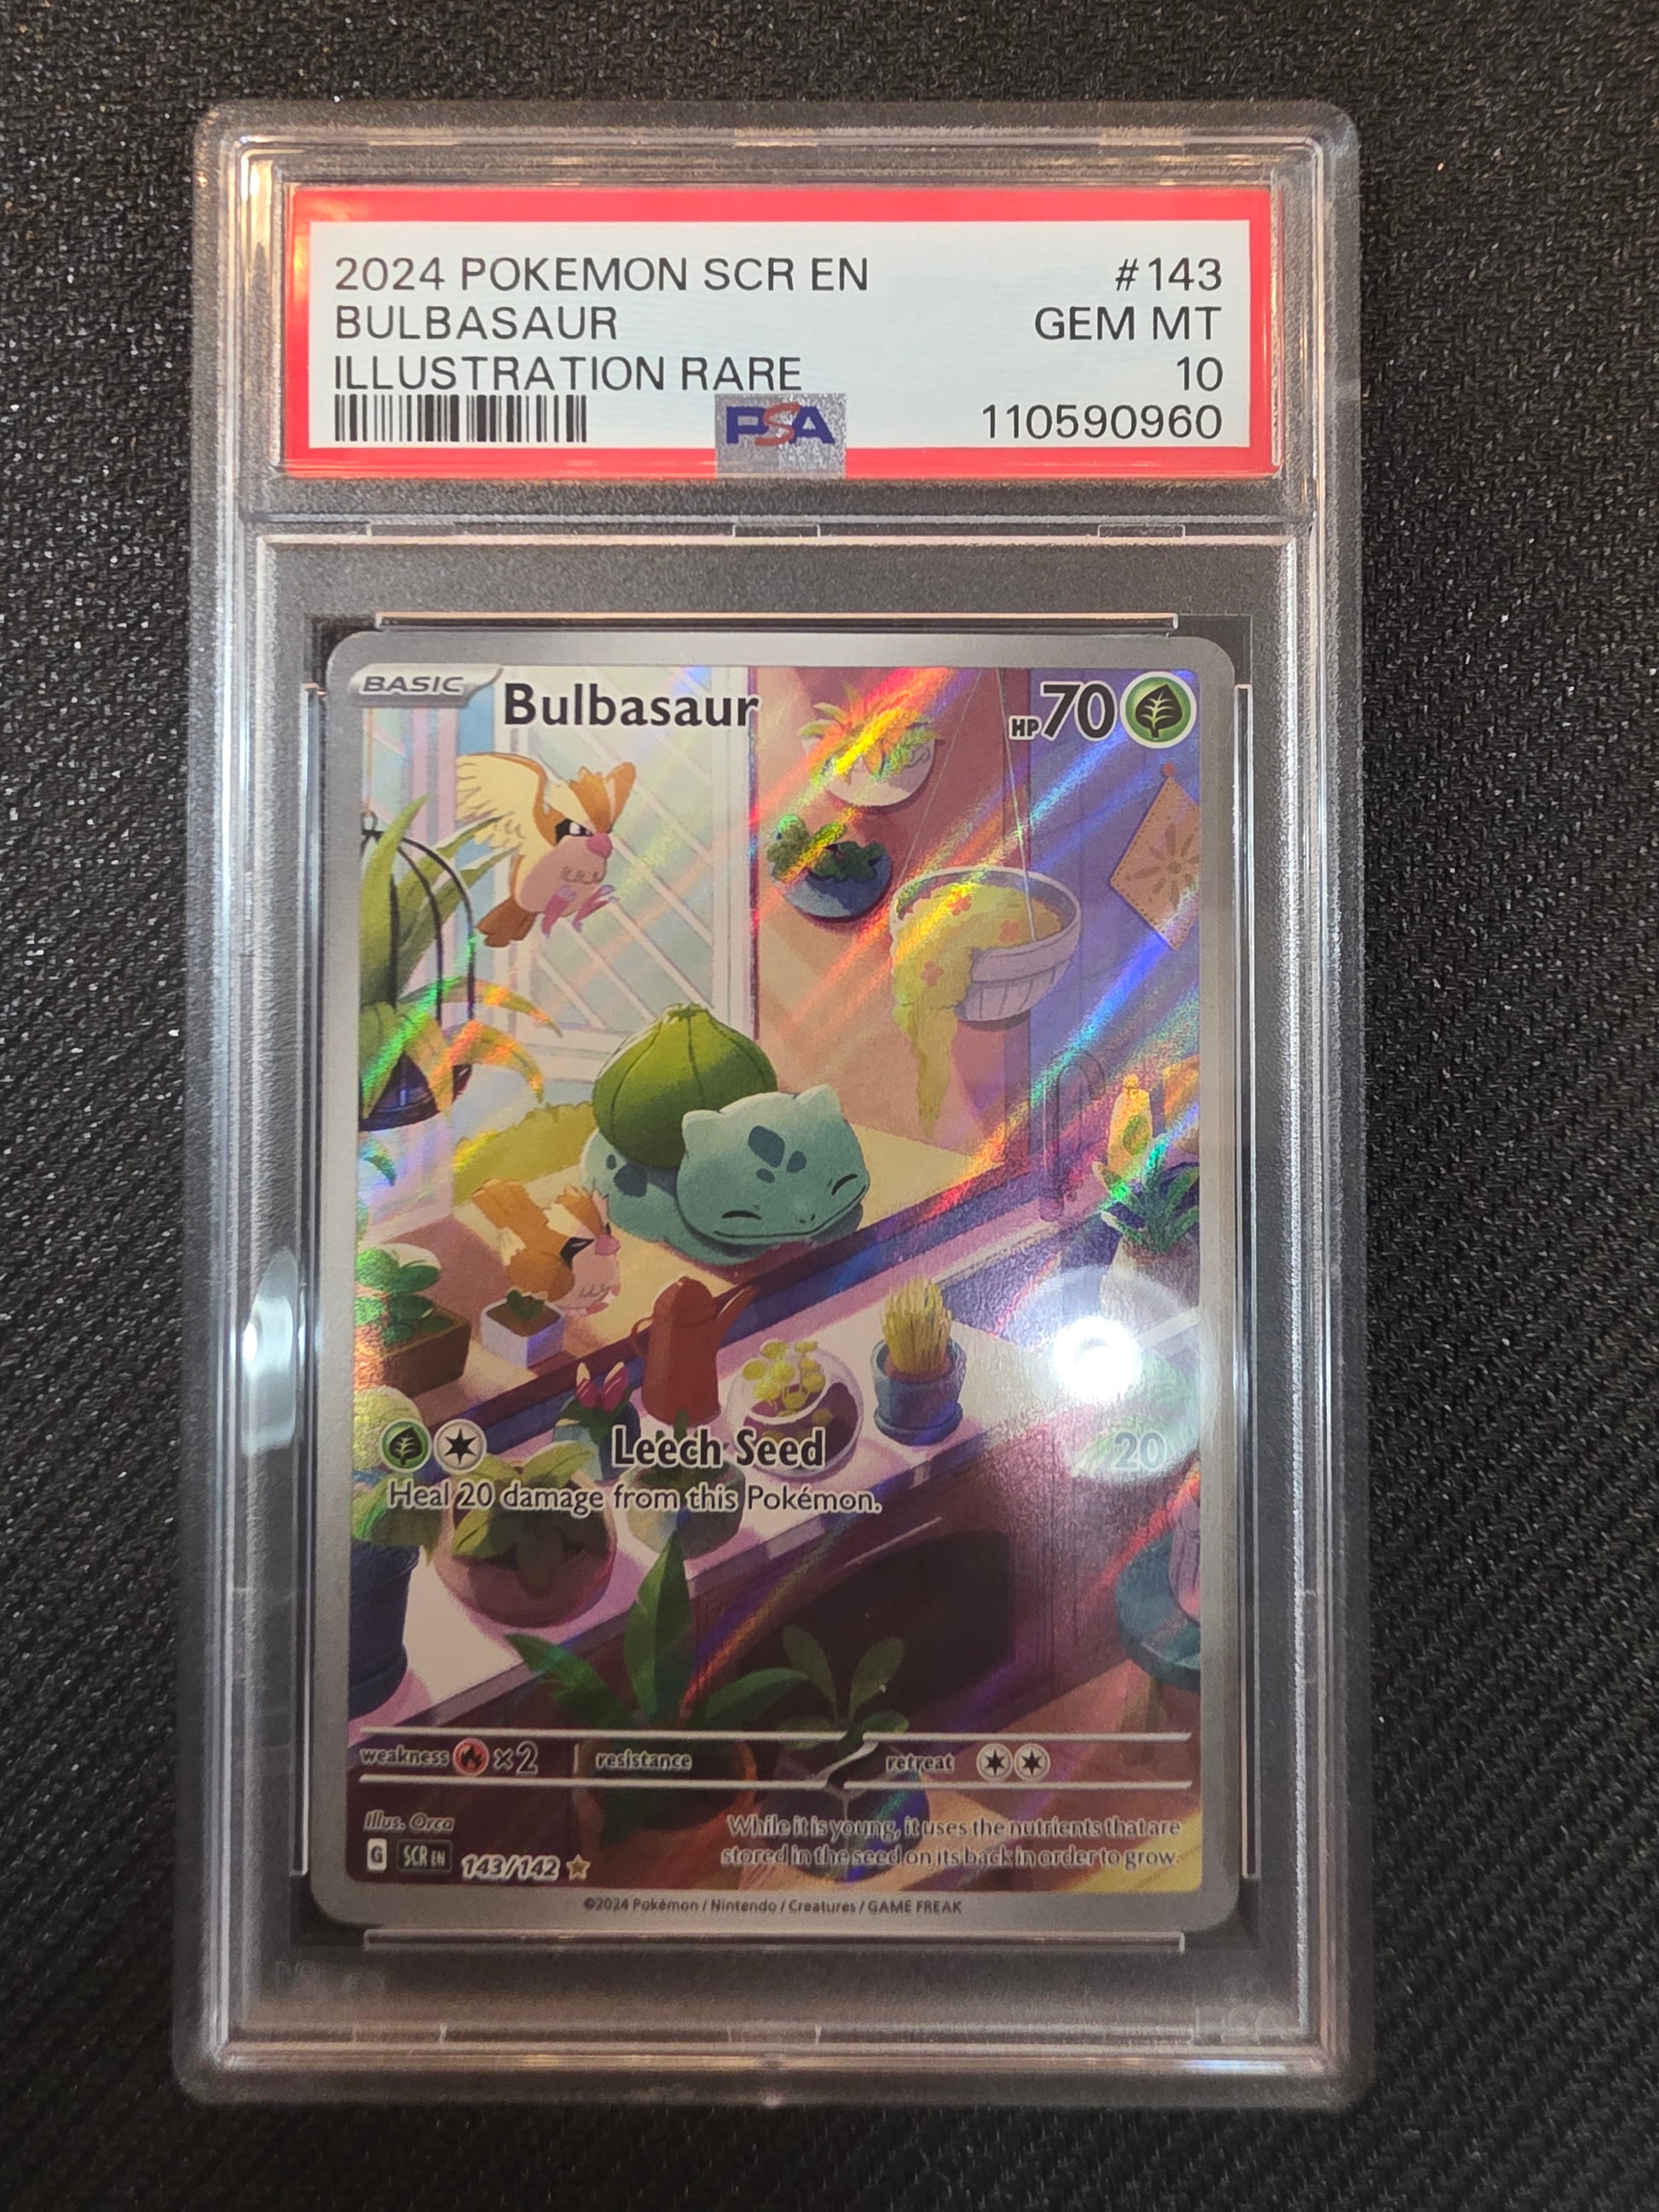 2024 POKEMON SCR EN #143
BULBASAUR GEM MT
ILLUSTRATION RARE 10
PSA 110590960
BASIC Bulbasaur HP 70
Leech Seed 20
Heal 20 damage from this Pokémon.
weakness ×2 resistance retreat
Illus. Orca
While it is young, it uses the nutrients that are
stored in the seed on its back in order to grow.
G SCR EN 143/142
©2024 Pokémon / Nintendo / Creatures / GAME FREAK